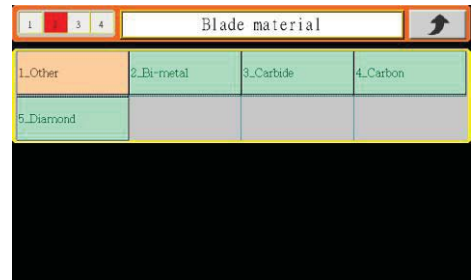 1 2 3 4 Blade material
1_Other 2_Bi-metal 3_Carbide 4_Carbon
5_Diamond